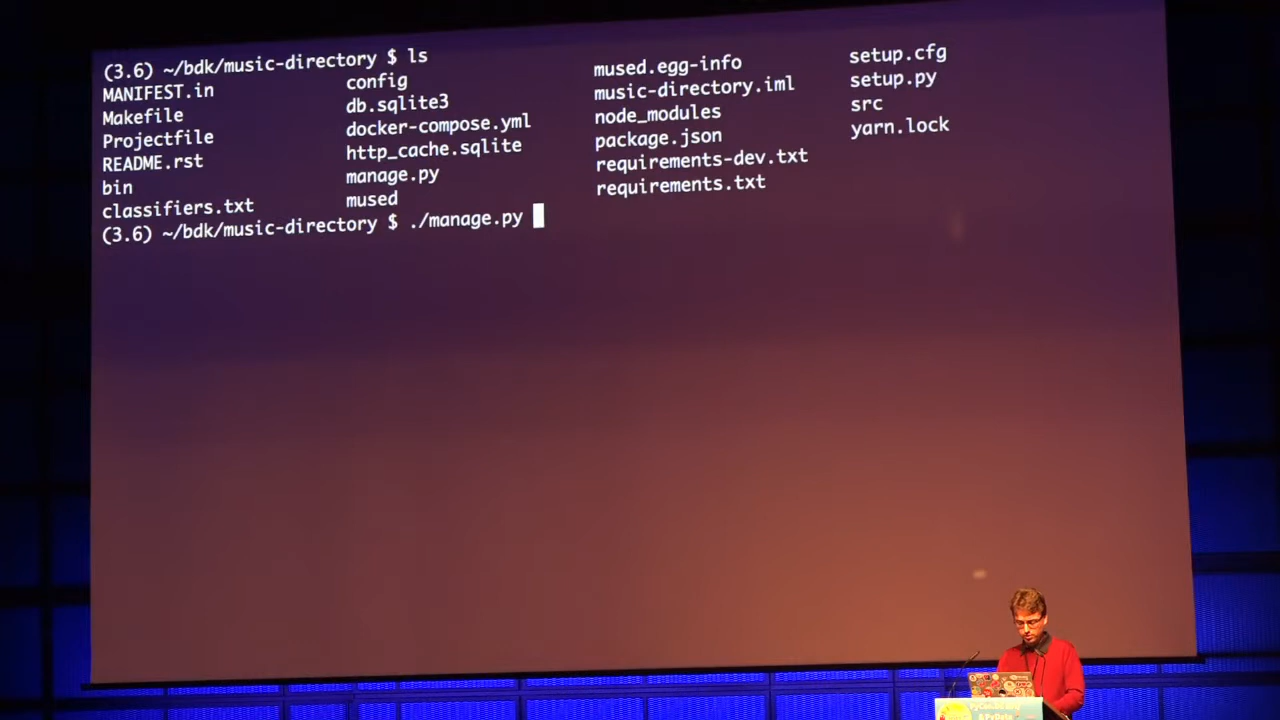 (3.6) ~/bdk/music-directory $ ls
MANIFEST.in config mused.egg-info setup.cfg
Makefile db.sqlite3 music-directory.iml setup.py
Projectfile docker-compose.yml node_modules src
README.rst http_cache.sqlite package.json yarn.lock
bin manage.py requirements-dev.txt
classifiers.txt mused requirements.txt
(3.6) ~/bdk/music-directory $ ./manage.py